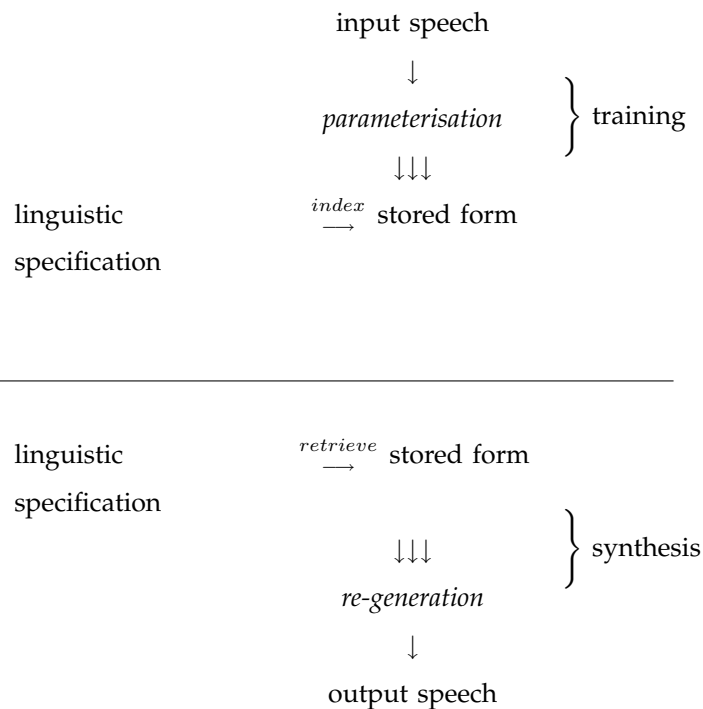 input speech
↓
parameterisation
} training
↓↓↓
linguistic
specification
index
⟶ stored form
linguistic
specification
retrieve
⟶ stored form
↓↓↓
} synthesis
re-generation
↓
output speech